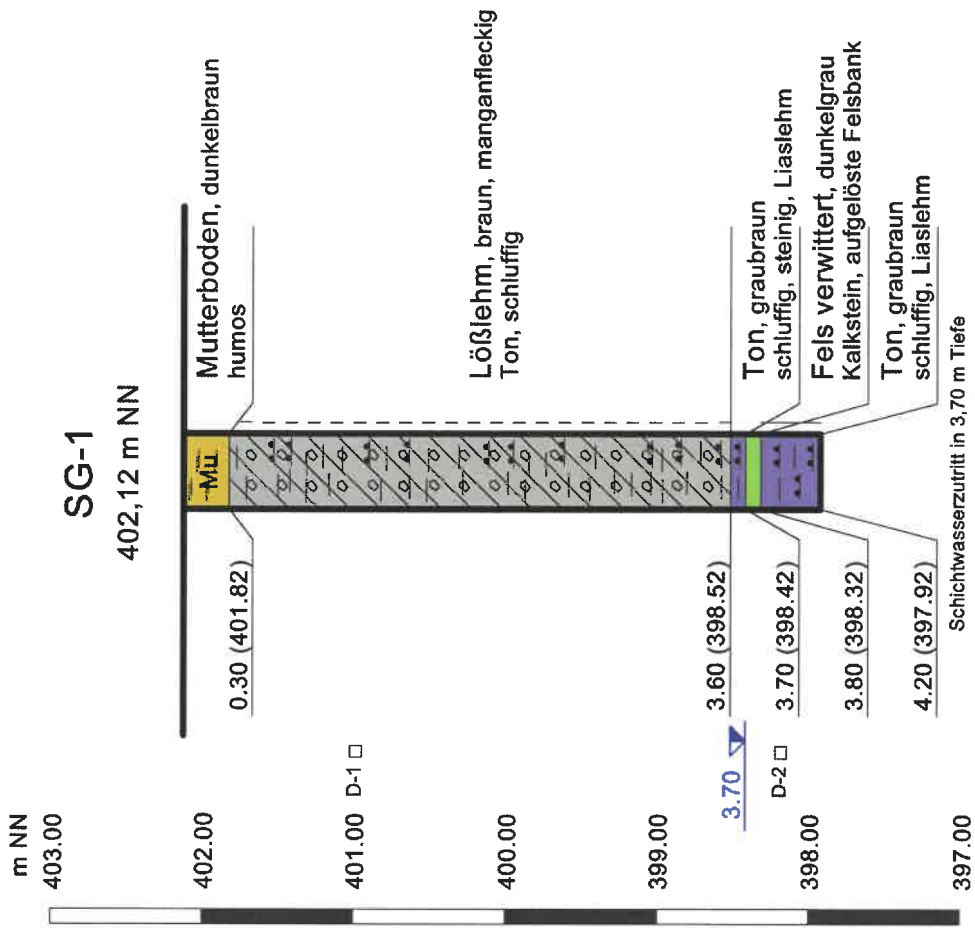 SG-1
402,12 m NN
m NN
403.00
402.00
401.00
400.00
399.00
398.00
397.00
D-1
3.70
D-2
0.30 (401.82)
3.60 (398.52)
3.70 (398.42)
3.80 (398.32)
4.20 (397.92)
Mu
Mutterboden, dunkelbraun
humos
Lößlehm, braun, manganfleckig
Ton, schluffig
Ton, graubraun
schluffig, steinig, Liaslehm
Fels verwittert, dunkelgrau
Kalkstein, aufgelöste Felsbank
Ton, graubraun
schluffig, Liaslehm
Schichtwasserzutritt in 3,70 m Tiefe